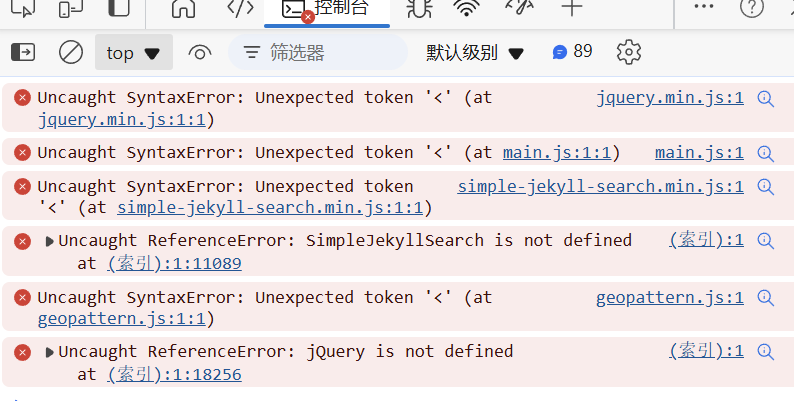 控制台
top 筛选器 默认级别 89
Uncaught SyntaxError: Unexpected token '<' (at jquery.min.js:1
jquery.min.js:1:1)
Uncaught SyntaxError: Unexpected token '<' (at main.js:1:1) main.js:1
Uncaught SyntaxError: Unexpected token simple-jekyll-search.min.js:1
'<' (at simple-jekyll-search.min.js:1:1)
Uncaught ReferenceError: SimpleJekyllSearch is not defined (索引):1
at (索引):1:11089
Uncaught SyntaxError: Unexpected token '<' (at geopattern.js:1
geopattern.js:1:1)
Uncaught ReferenceError: jQuery is not defined (索引):1
at (索引):1:18256